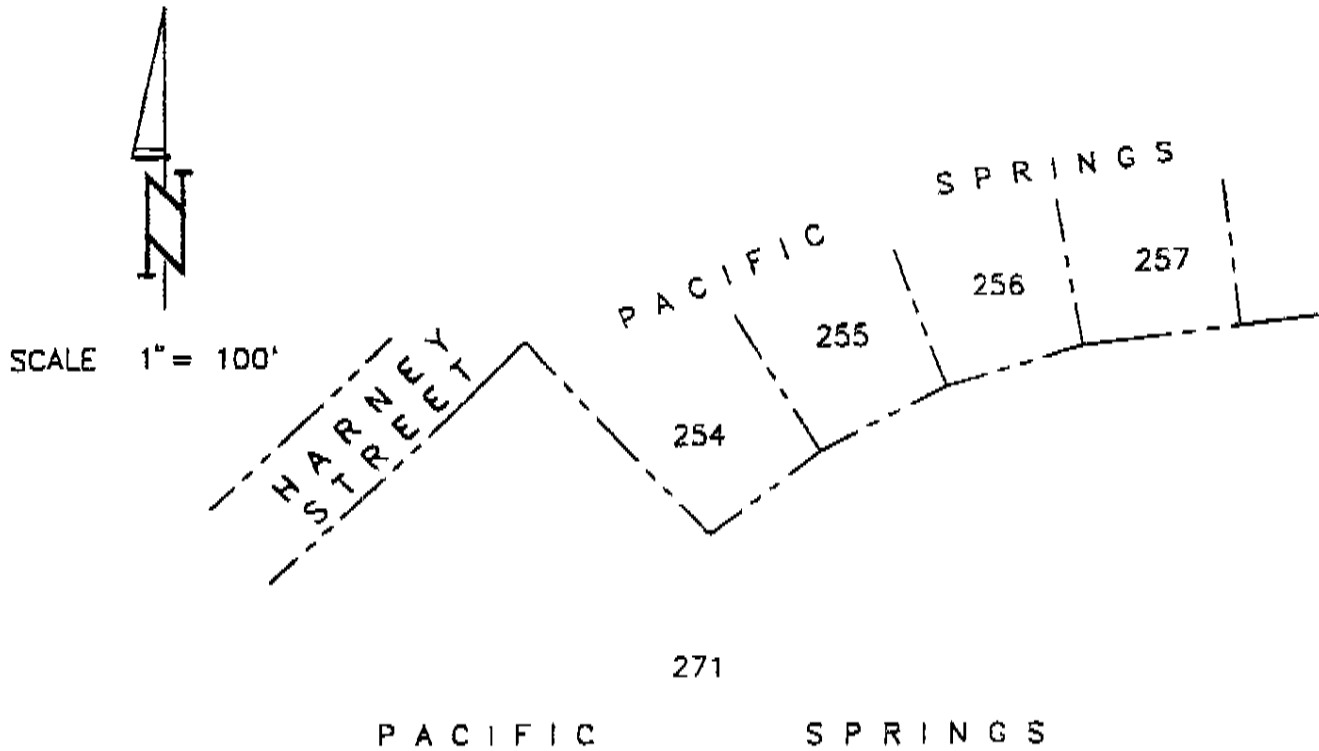 N
SCALE 1" = 100'
HARNEY
STREET
PACIFIC SPRINGS
254
255
256
257
271
PACIFIC SPRINGS